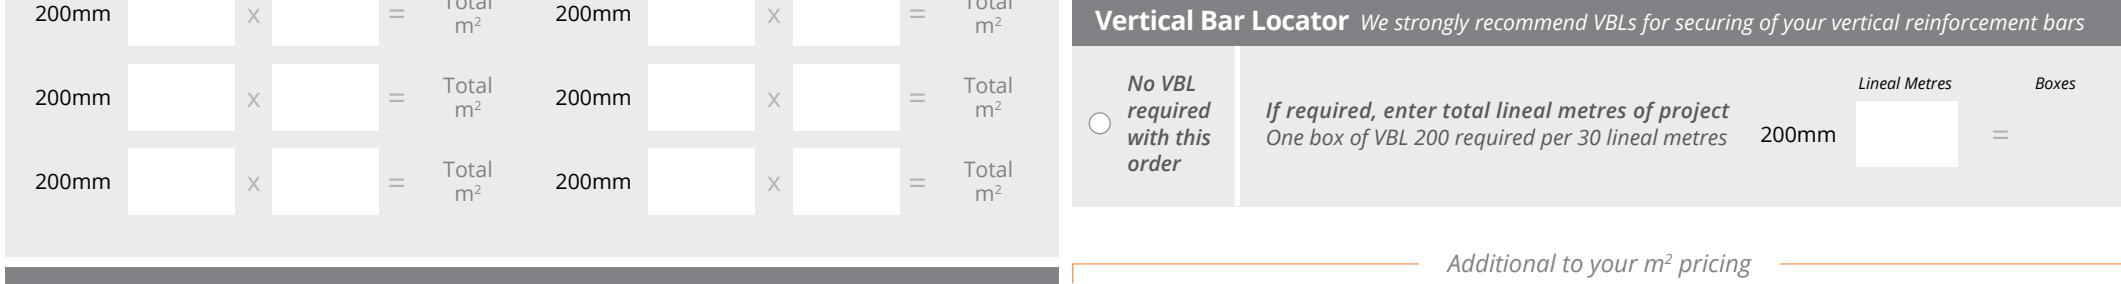 200mm x = Total m² 200mm x = Total m²
200mm x = Total m² 200mm x = Total m²
200mm x = Total m² 200mm x = Total m²
Vertical Bar Locator We strongly recommend VBLs for securing of your vertical reinforcement bars
No VBL
required
with this
order
If required, enter total lineal metres of project
One box of VBL 200 required per 30 lineal metres
Lineal Metres Boxes
200mm =
Additional to your m² pricing